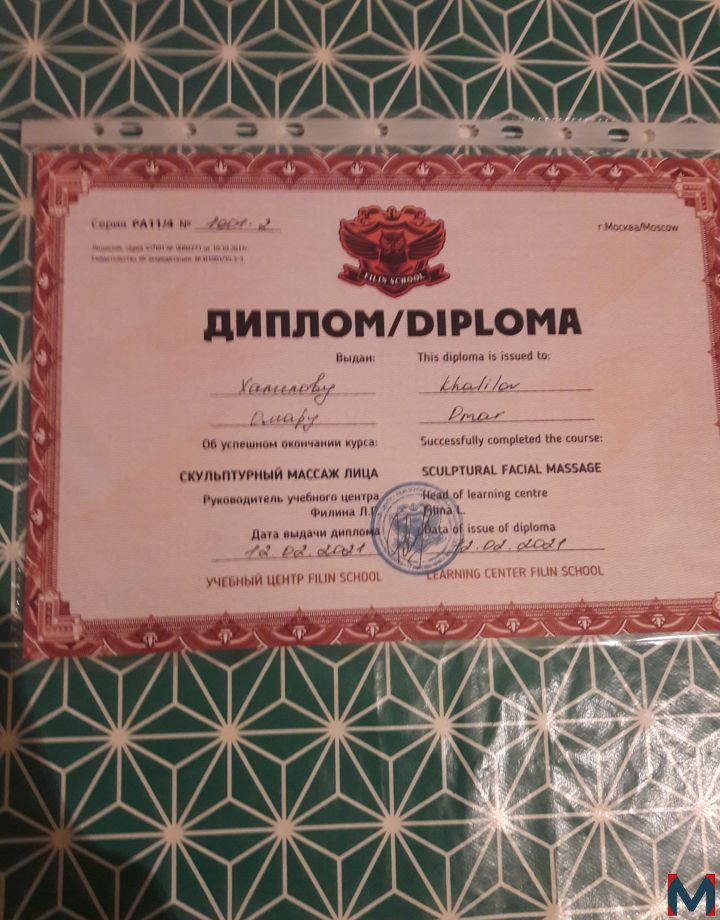 Серия РА11/4 № 1001-2
г.Москва/Moscow
FILIN SCHOOL
ДИПЛОМ/DIPLOMA
Выдан:
This diploma is issued to:
Халилову
Khalilov
Омару
Omar
Об успешном окончании курса:
Successfully completed the course:
СКУЛЬПТУРНЫЙ МАССАЖ ЛИЦА
SCULPTURAL FACIAL MASSAGE
Руководитель учебного центра
Head of learning centre
Филина Л.Г.
Filina L.
Дата выдачи диплома
Data of issue of diploma
12.02.2021
12.02.2021
УЧЕБНЫЙ ЦЕНТР FILIN SCHOOL
LEARNING CENTER FILIN SCHOOL
M